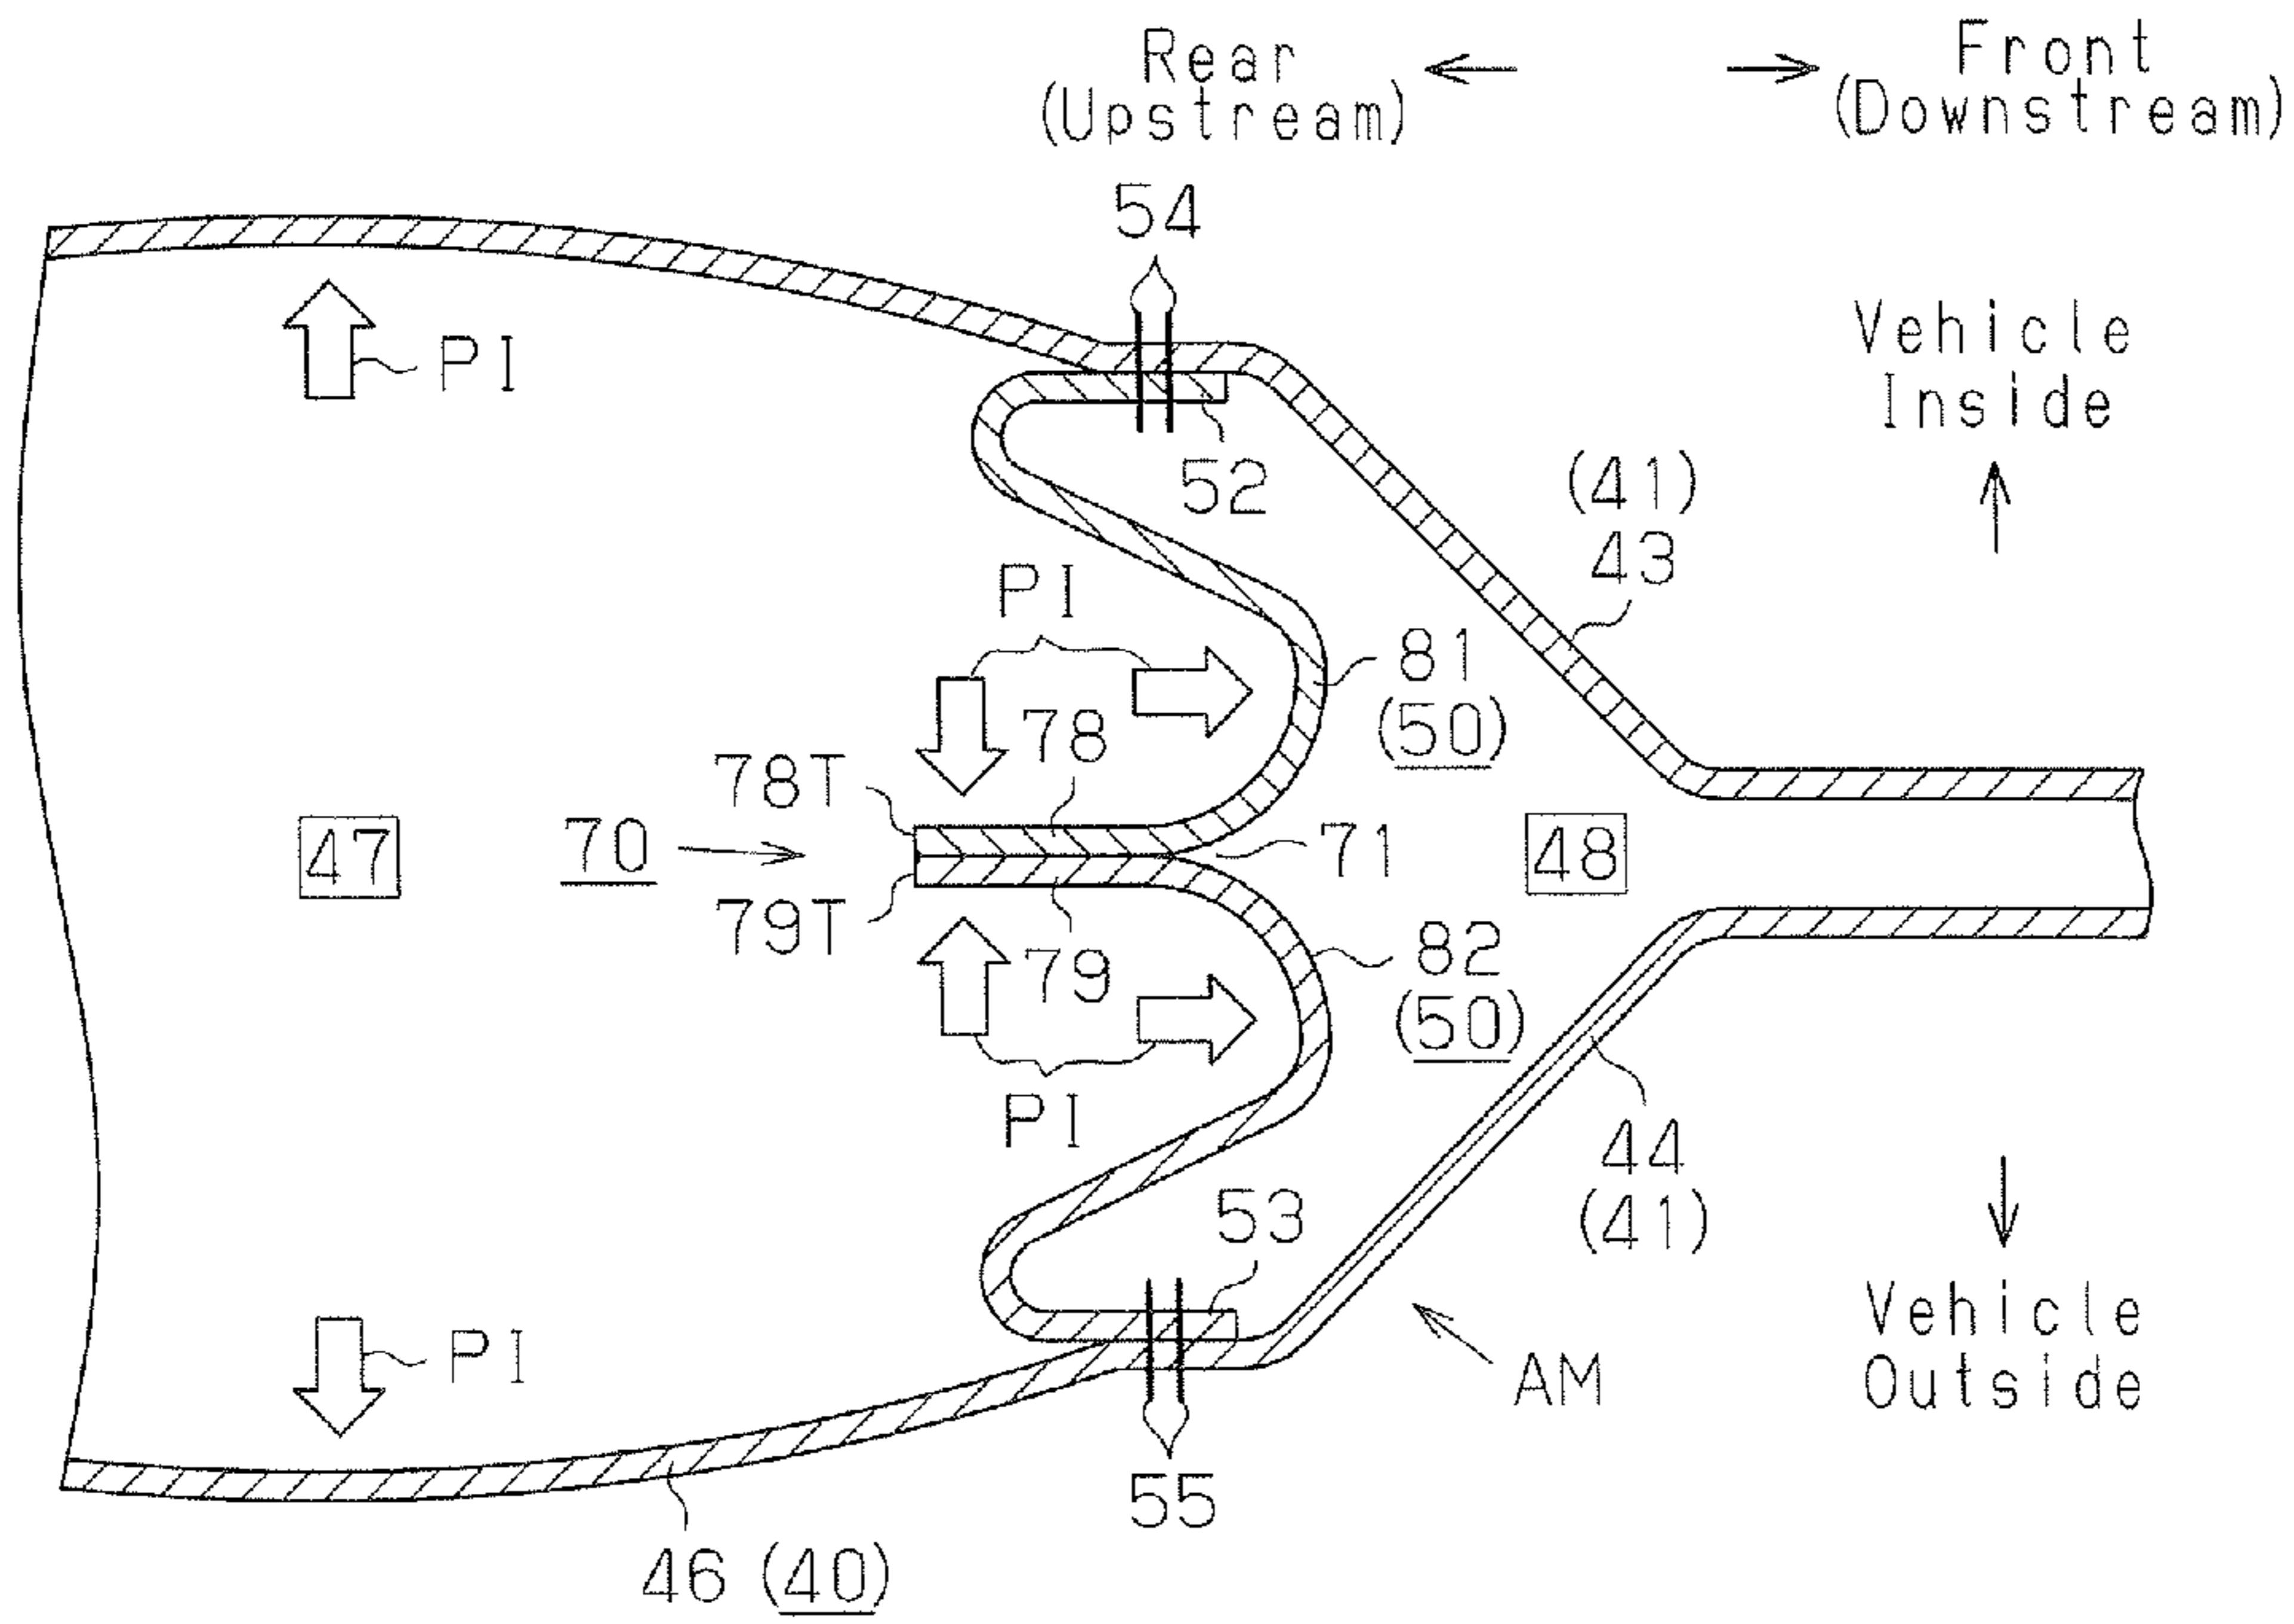 Rear
(Upstream)
Front
(Downstream)
54
PI
Vehicle
Inside
52
(41)
43
PI
81
(50)
78
78T
47
70
71
48
79T
79
82
(50)
PI
44
(41)
53
PI
AM
Vehicle
Outside
55
46 (40)